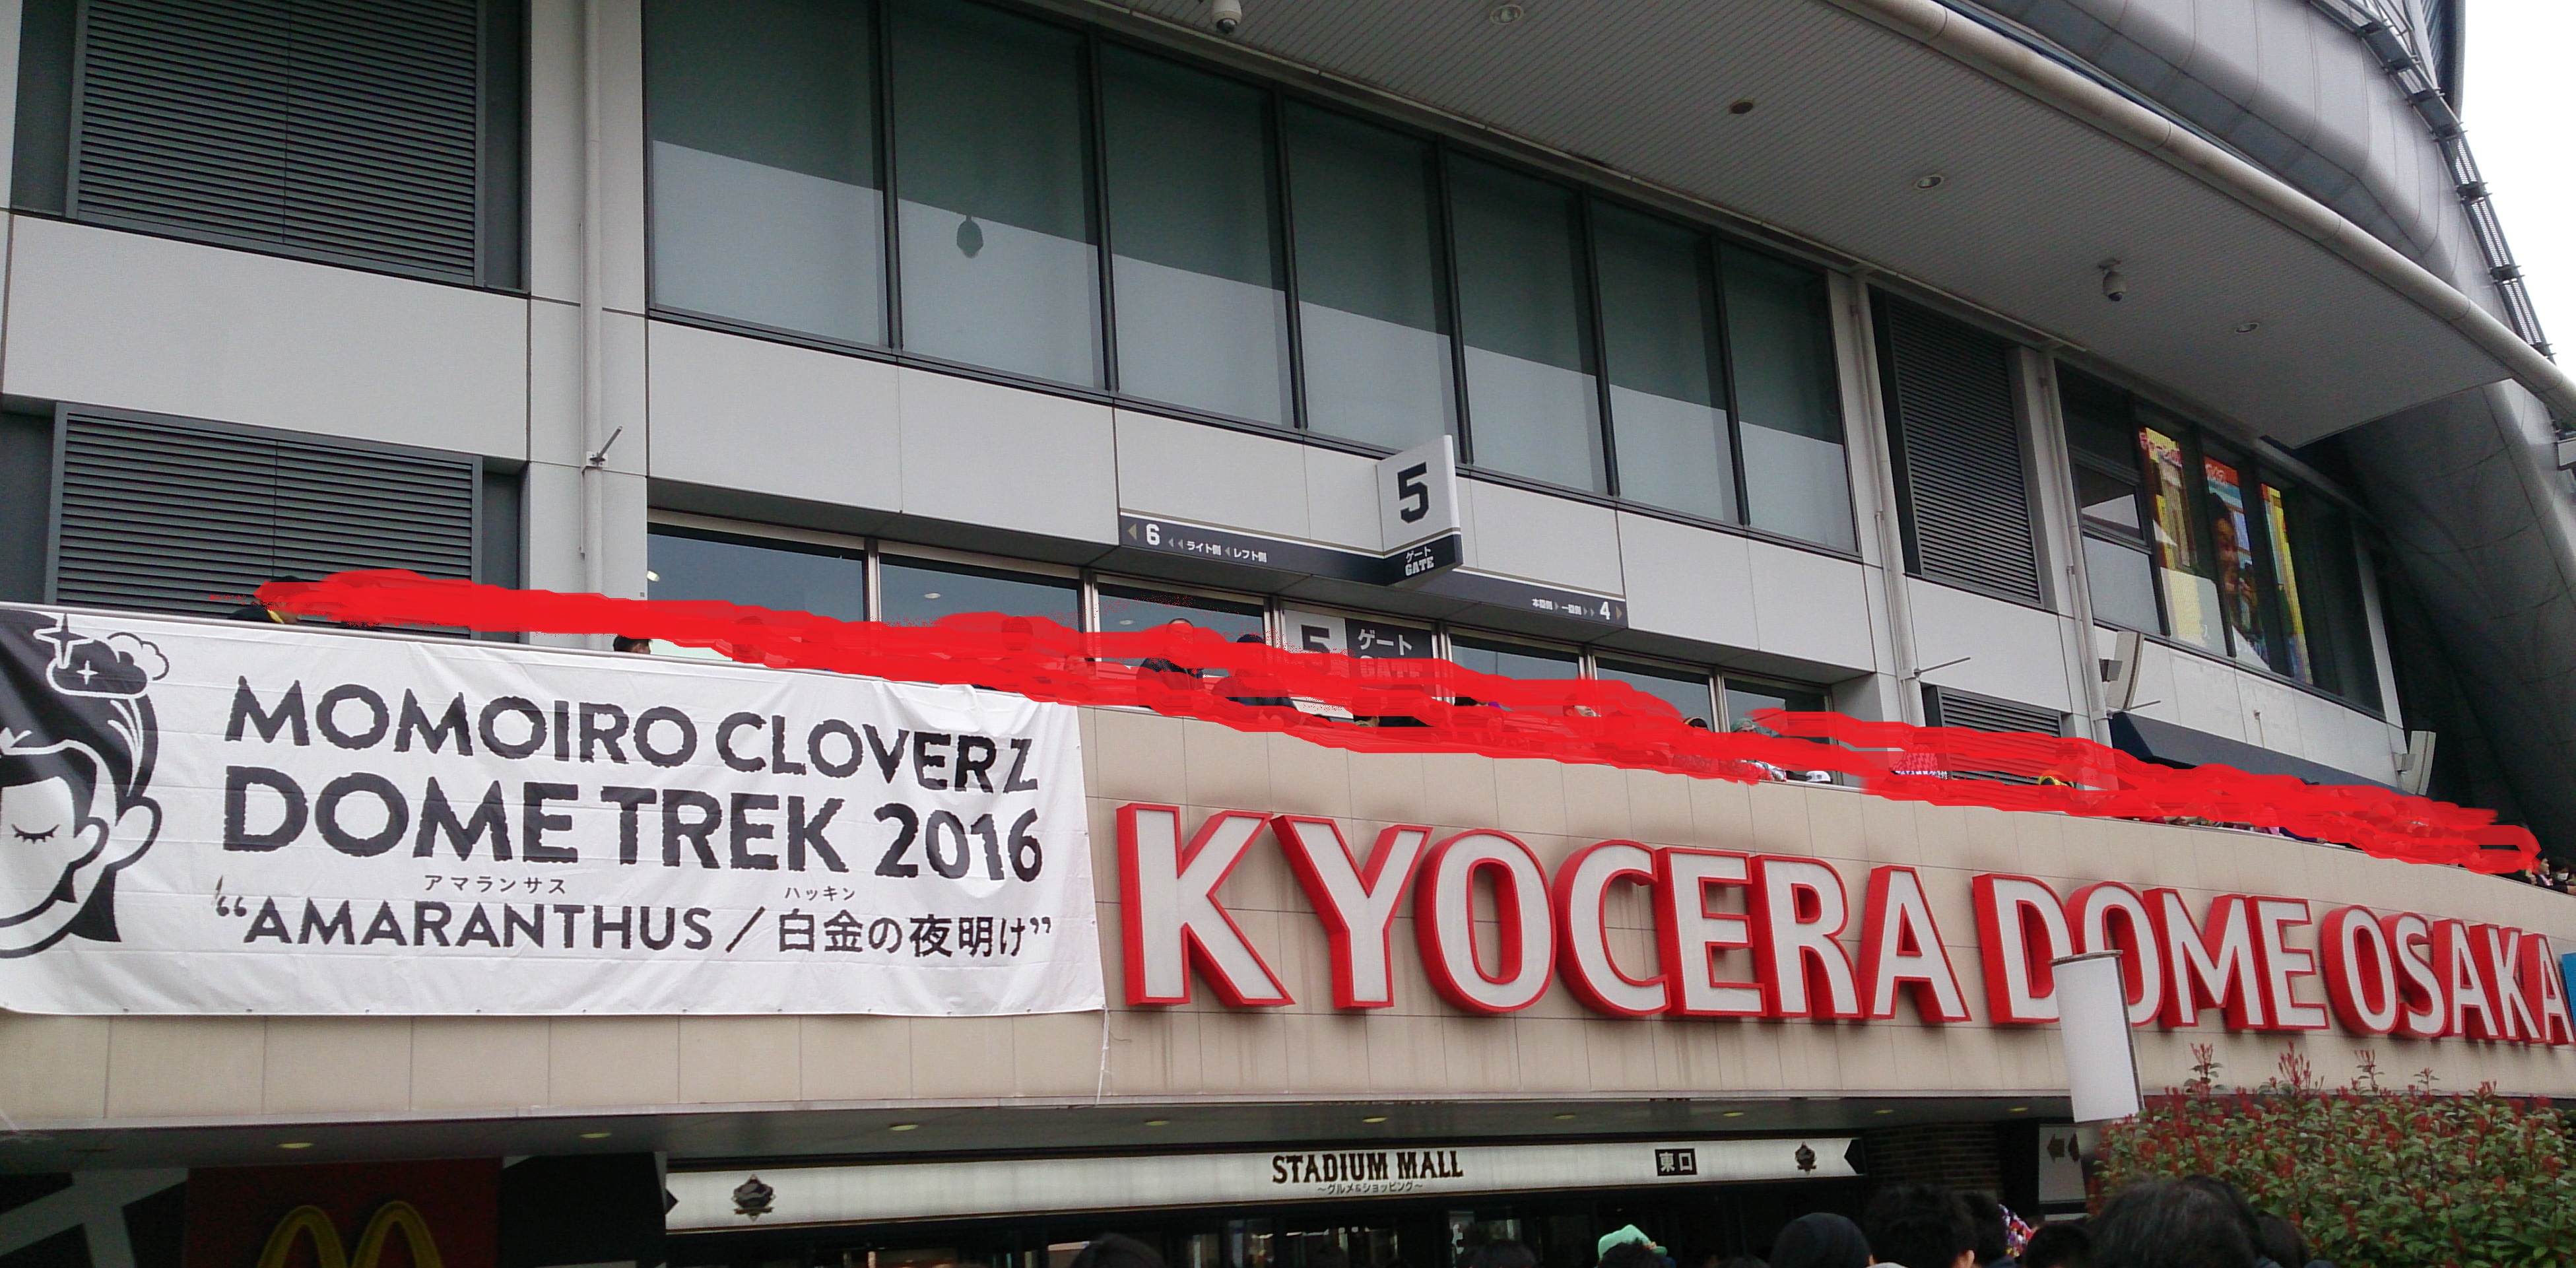 5
ゲート
GATE
6 ライト側 レフト側
本塁側 一塁側 4
5 ゲート
GATE
MOMOIRO CLOVER Z
DOME TREK 2016
アマランサス ハッキン
“AMARANTHUS / 白金の夜明け”
KYOCERA DOME OSAKA
STADIUM MALL
〜グルメ&ショッピング〜
東口